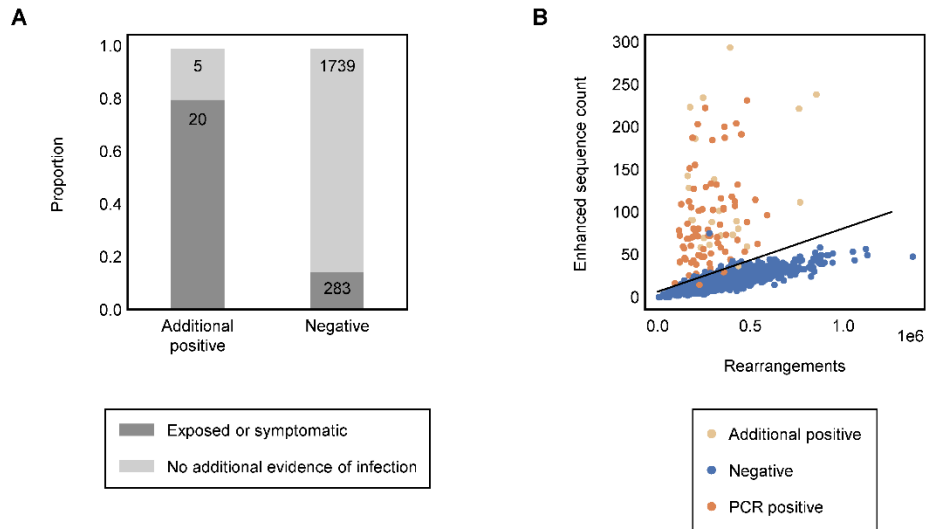 A
1.0
0.8
0.6
0.4
0.2
0.0
Proportion
5
20
1739
283
Additional
positive
Negative
Exposed or symptomatic
No additional evidence of infection
B
300
250
200
150
100
50
0
Enhanced sequence count
0.0 0.5 1.0
1e6
Rearrangements
Additional positive
Negative
PCR positive